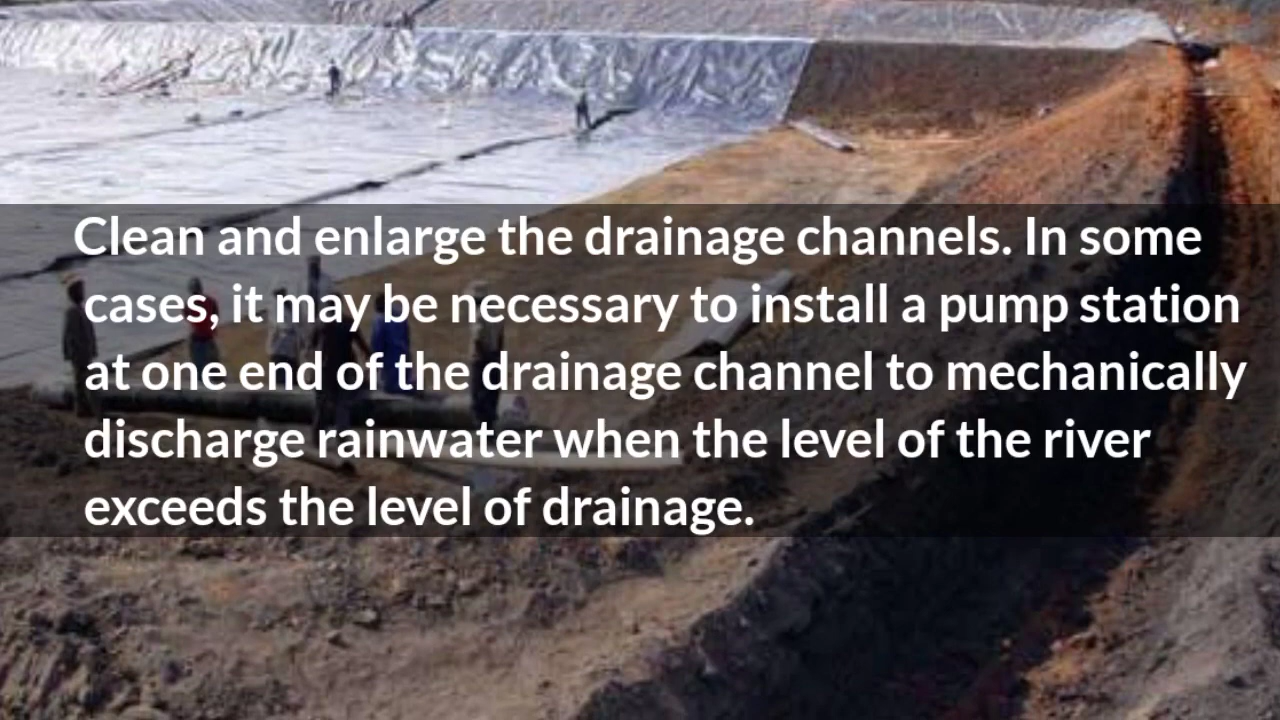 Clean and enlarge the drainage channels. In some
cases, it may be necessary to install a pump station
at one end of the drainage channel to mechanically
discharge rainwater when the level of the river
exceeds the level of drainage.